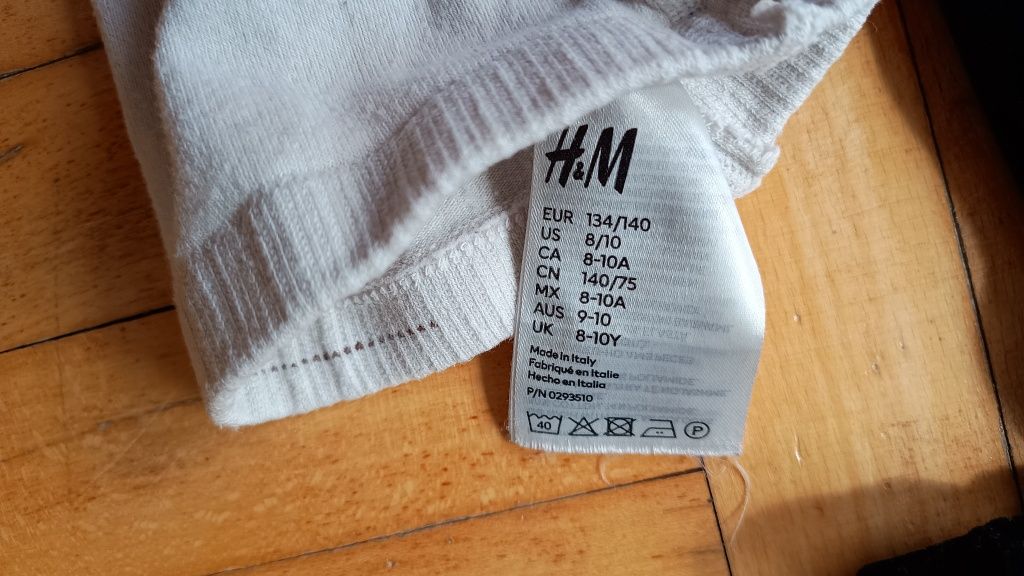 H&M
EUR 134/140
US 8/10
CA 8-10A
CN 140/75
MX 8-10A
AUS 9-10
UK 8-10Y
Made in Italy
Fabriqué en Italie
Hecho en Italia
P/N 0293510
40 P